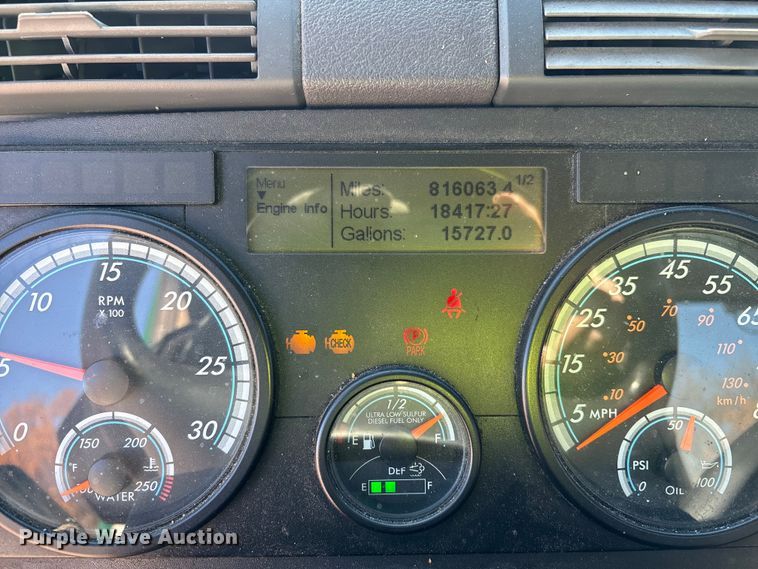 Menu
Engine Info
Miles: 816063.4 1/2
Hours: 18417:27
Gallons: 15727.0
0 5 10 15 20 25 30
RPM
X 100
150 200 250
°F
WATER
CHECK
PARK
1/2
ULTRA LOW SULFUR
DIESEL FUEL ONLY
E F
DEF
E F
5 15 25 35 45 55 65
MPH
10 30 50 70 90 110 130
km/h
0 50 100
PSI
OIL
Purple Wave Auction